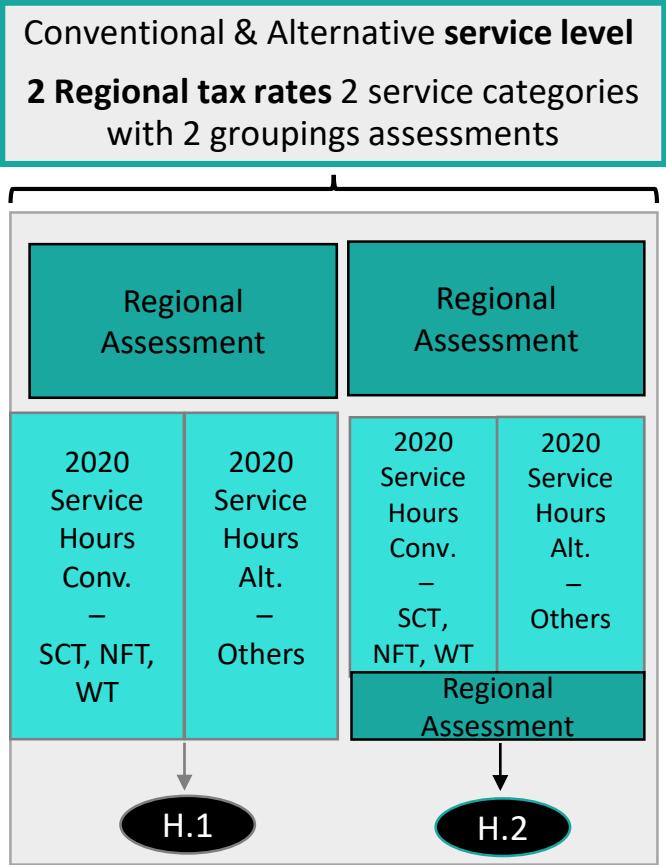 Conventional & Alternative service level
2 Regional tax rates 2 service categories
with 2 groupings assessments
Regional
Assessment
Regional
Assessment
2020
Service
Hours
Conv.
–
SCT, NFT,
WT
2020
Service
Hours
Alt.
–
Others
2020
Service
Hours
Conv.
–
SCT,
NFT, WT
2020
Service
Hours
Alt.
–
Others
Regional
Assessment
H.1
H.2